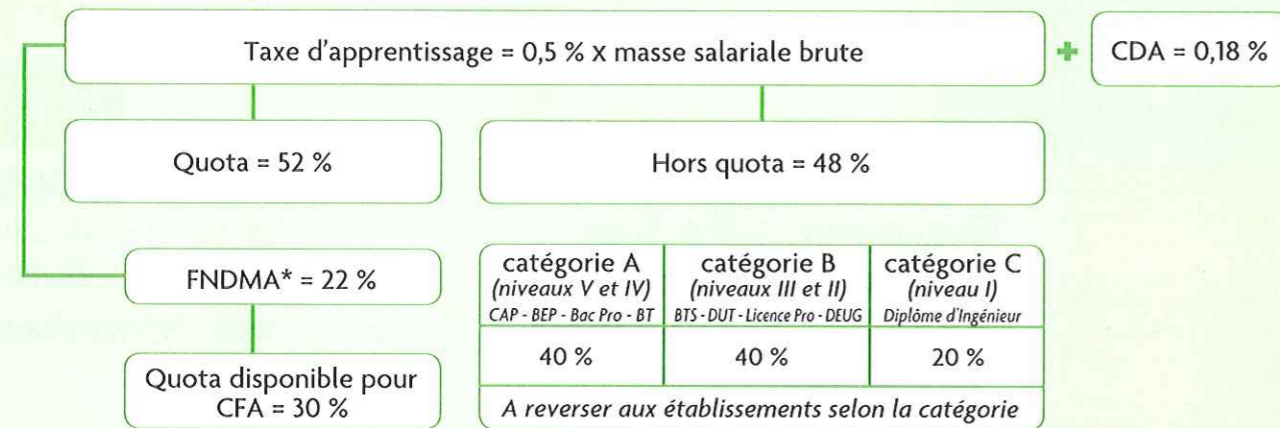 Taxe d'apprentissage = 0,5 % x masse salariale brute
+
CDA = 0,18 %
Quota = 52 %
Hors quota = 48 %
FNDMA* = 22 %
Quota disponible pour
CFA = 30 %
catégorie A
(niveaux V et IV)
CAP - BEP - Bac Pro - BT
40 %
catégorie B
(niveaux III et II)
BTS - DUT - Licence Pro - DEUG
40 %
catégorie C
(niveau I)
Diplôme d'Ingénieur
20 %
A reverser aux établissements selon la catégorie